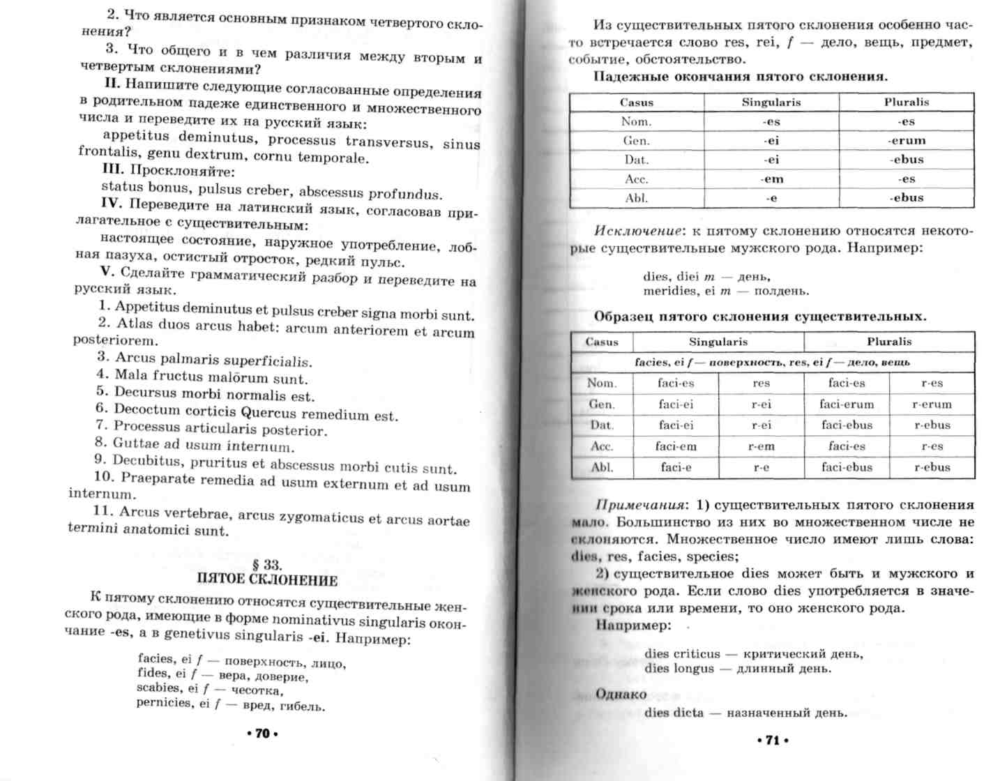 2. Что является основным признаком четвертого скло-
нения?
3. Что общего и в чем различия между вторым и
четвертым склонениями?
II. Напишите следующие согласованные определения
в родительном падеже единственного и множественного
числа и переведите их на русский язык:
appetitus deminutus, processus transversus, sinus
frontalis, genu dextrum, cornu temporale.
III. Просклоняйте:
status bonus, pulsus creber, abscessus profundus.
IV. Переведите на латинский язык, согласовав при-
лагательное с существительным:
настоящее состояние, наружное употребление, лоб-
ная пазуха, остистый отросток, редкий пульс.
V. Сделайте грамматический разбор и переведите на
русский язык.
1. Appetitus deminutus et pulsus creber signa morbi sunt.
2. Atlas duos arcus habet: arcum anteriorem et arcum
posteriorem.
3. Arcus palmaris superficialis.
4. Mala fructus malōrum sunt.
5. Decursus morbi normalis est.
6. Decoctum corticis Quercus remedium est.
7. Processus articularis posterior.
8. Guttae ad usum internum.
9. Decubitus, pruritus et abscessus morbi cutis sunt.
10. Praeparate remedia ad usum externum et ad usum
internum.
11. Arcus vertebrae, arcus zygomaticus et arcus aortae
termini anatomici sunt.
§ 33.
ПЯТОЕ СКЛОНЕНИЕ
К пятому склонению относятся существительные жен-
ского рода, имеющие в форме nominativus singularis окон-
чание -es, а в genetivus singularis -ei. Например:
facies, ei f — поверхность, лицо,
fides, ei f — вера, доверие,
scabies, ei f — чесотка,
pernicies, ei f — вред, гибель.
• 70 •
Из существительных пятого склонения особенно час-
то встречается слово res, rei, f — дело, вещь, предмет,
событие, обстоятельство.
Падежные окончания пятого склонения.
Casus Singularis Pluralis
Nom. -es -es
Gen. -ei -erum
Dat. -ei -ebus
Acc. -em -es
Abl. -e -ebus
Исключение: к пятому склонению относятся некото-
рые существительные мужского рода. Например:
dies, diei m — день,
meridies, ei m — полдень.
Образец пятого склонения существительных.
Casus Singularis Pluralis
facies, ei f — поверхность, res, ei f — дело, вещь
Nom. faci-es res faci-es r-es
Gen. faci-ei r-ei faci-erum r-erum
Dat. faci-ei r-ei faci-ebus r-ebus
Acc. faci-em r-em faci-es r-es
Abl. faci-e r-e faci-ebus r-ebus
Примечания: 1) существительных пятого склонения
мало. Большинство из них во множественном числе не
склоняются. Множественное число имеют лишь слова:
dies, res, facies, species;
2) существительное dies может быть и мужского и
женского рода. Если слово dies употребляется в значе-
нии срока или времени, то оно женского рода.
Например:
dies criticus — критический день,
dies longus — длинный день.
Однако
dies dicta — назначенный день.
• 71 •